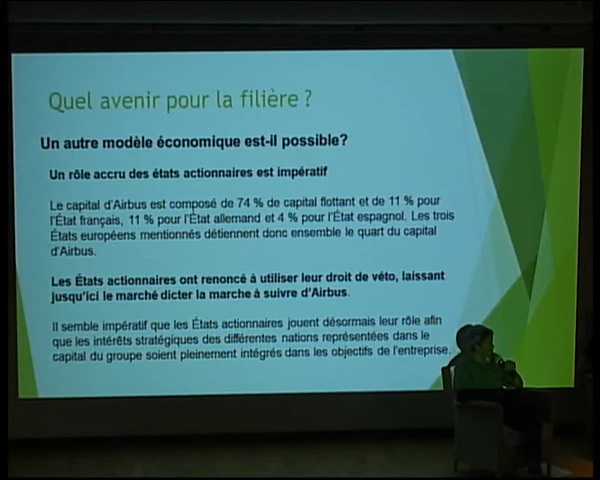 Quel avenir pour la filière ?
Un autre modèle économique est-il possible?
Un rôle accru des états actionnaires est impératif
Le capital d'Airbus est composé de 74 % de capital flottant et de 11 % pour
l'État français, 11 % pour l'État allemand et 4 % pour l'État espagnol. Les trois
États européens mentionnés détiennent donc ensemble le quart du capital
d'Airbus.
Les États actionnaires ont renoncé à utiliser leur droit de véto, laissant
jusqu'ici le marché dicter la marche à suivre d'Airbus.
Il semble impératif que les États actionnaires jouent désormais leur rôle afin
que les intérêts stratégiques des différentes nations représentées dans le
capital du groupe soient pleinement intégrés dans les objectifs de l'entreprise.